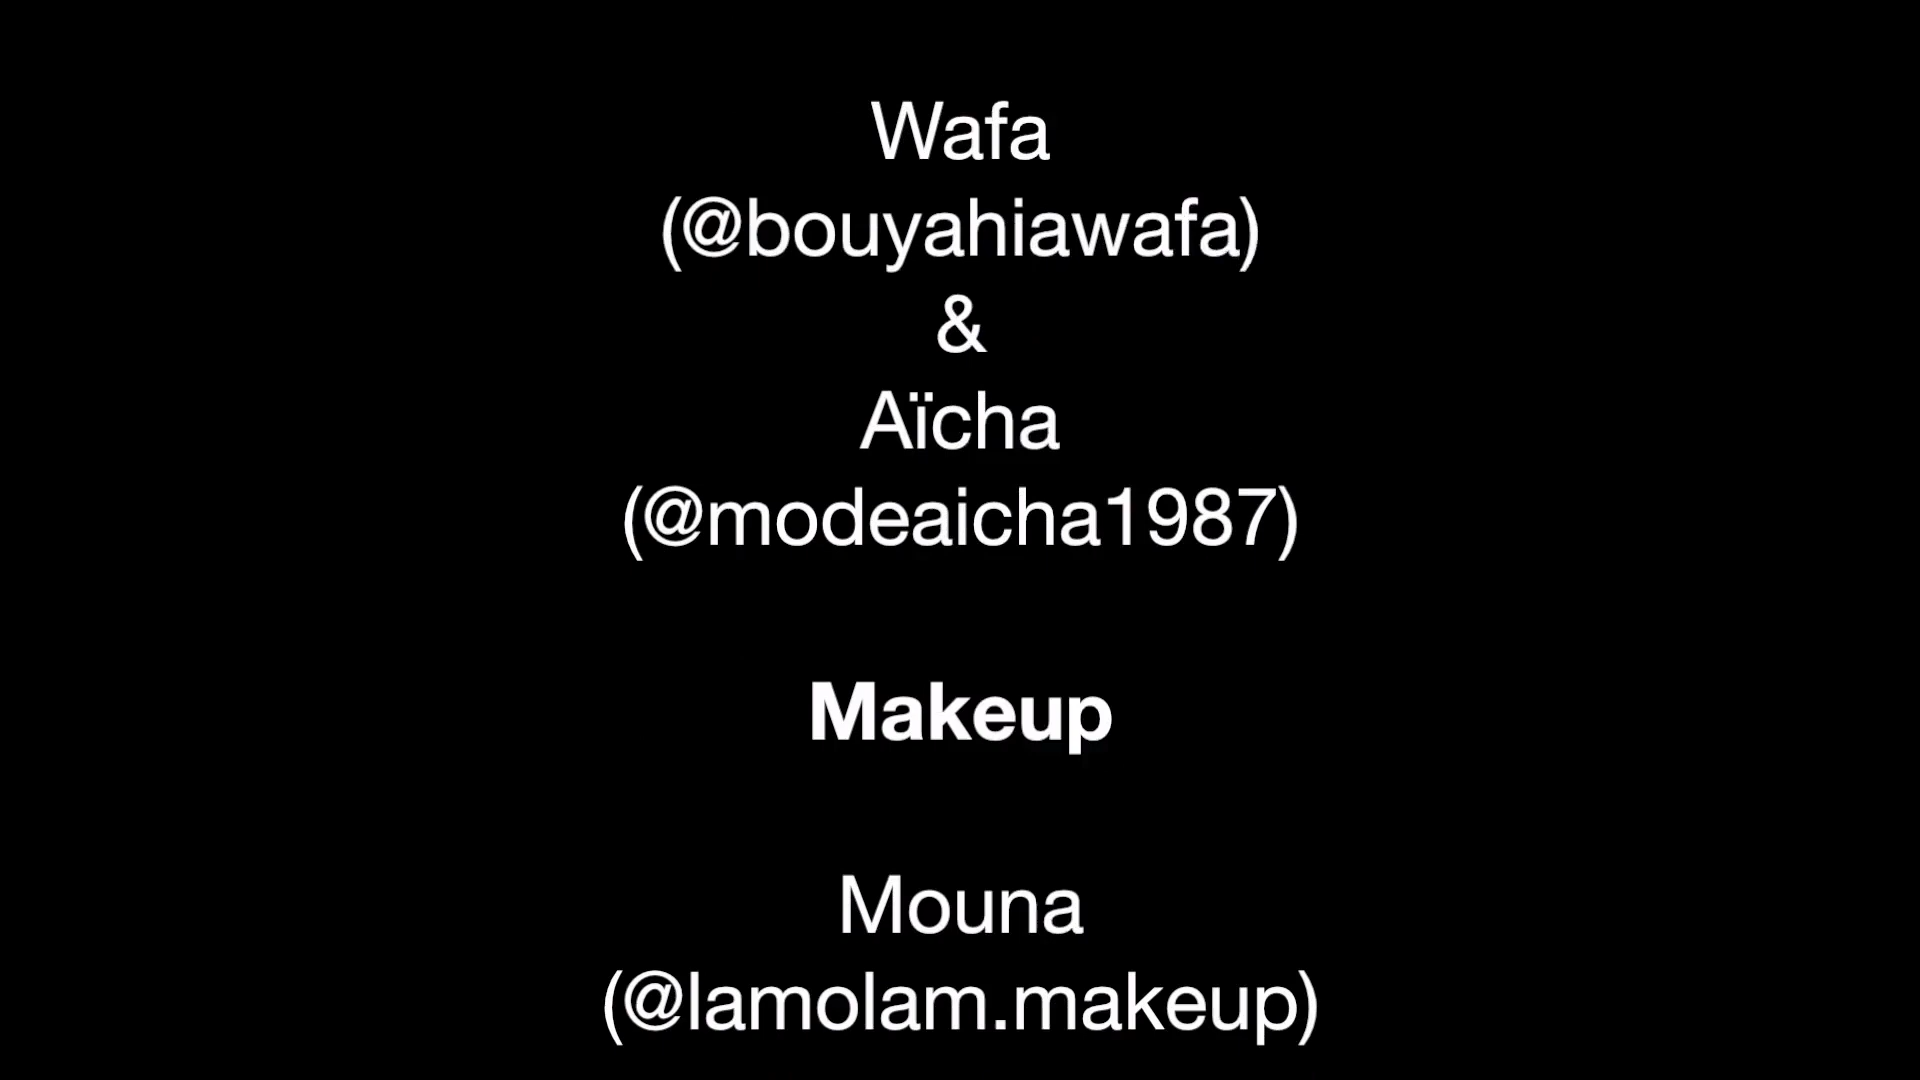 Wafa
(@bouyahiawafa)
&
Aïcha
(@modeaicha1987)
Makeup
Mouna
(@lamolam.makeup)